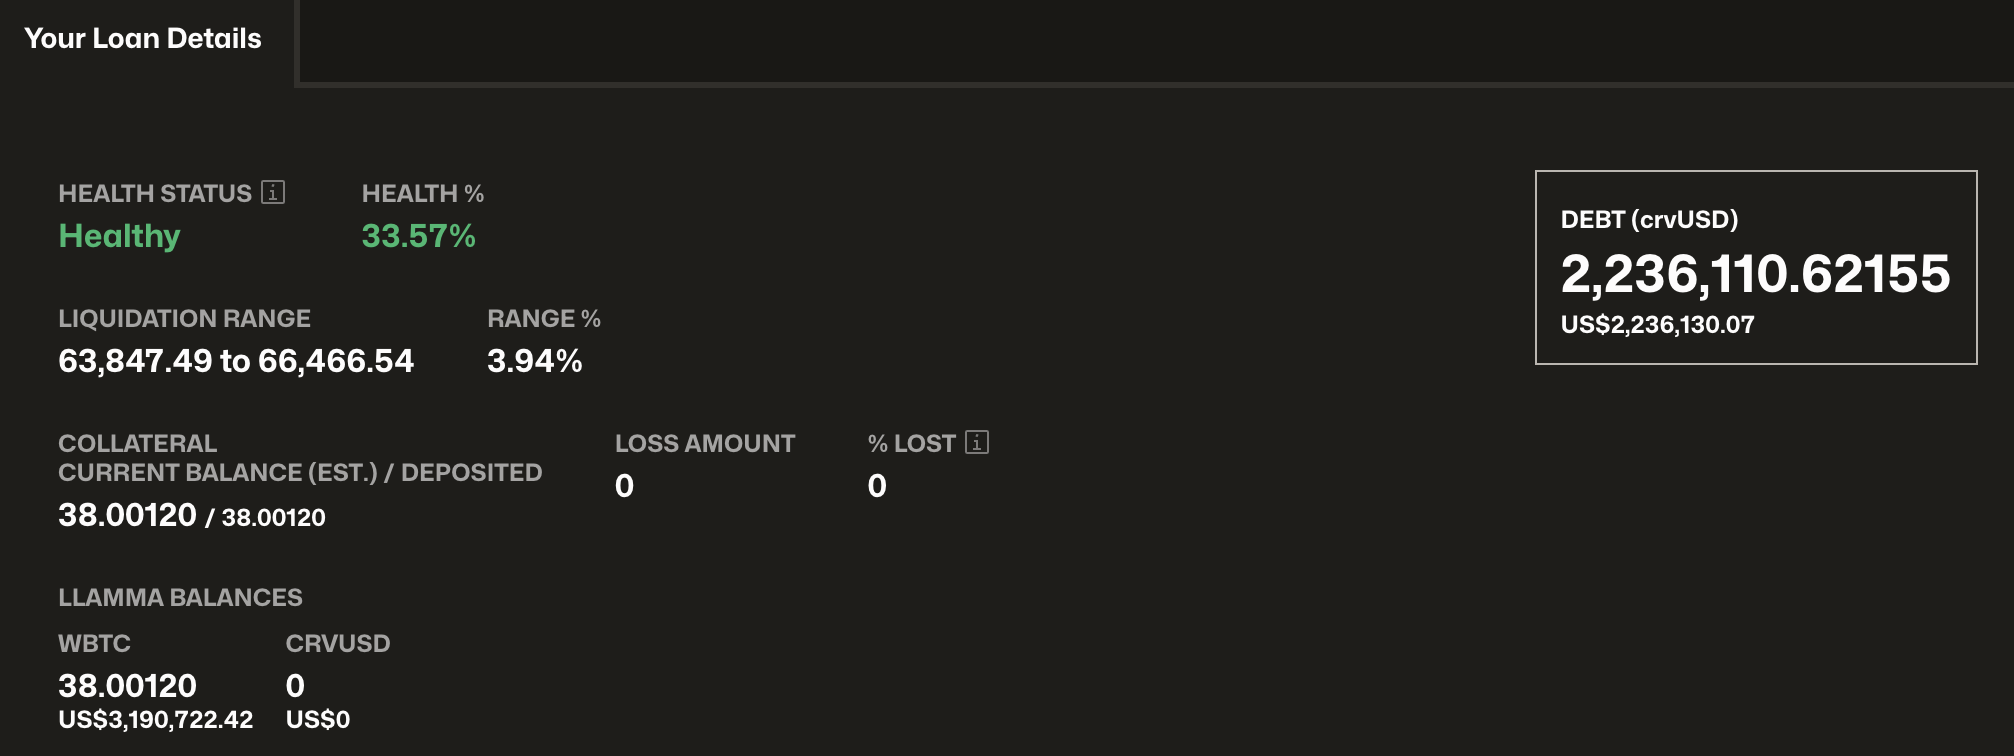 Your Loan Details
HEALTH STATUS
HEALTH %
Healthy
33.57%
DEBT (crvUSD)
2,236,110.62155
US$2,236,130.07
LIQUIDATION RANGE
RANGE %
63,847.49 to 66,466.54
3.94%
COLLATERAL
CURRENT BALANCE (EST.) / DEPOSITED
38.00120 / 38.00120
LOSS AMOUNT
0
% LOST
0
LLAMMA BALANCES
WBTC
CRVUSD
38.00120
0
US$3,190,722.42
US$0